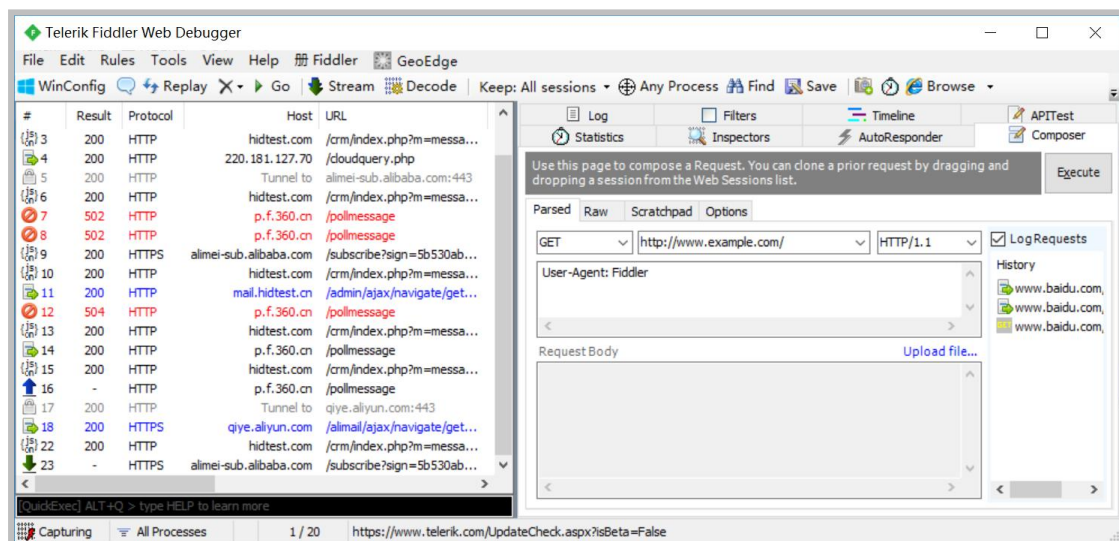 Telerik Fiddler Web Debugger
File Edit Rules Tools View Help 册 Fiddler GeoEdge
WinConfig Replay X Go Stream Decode Keep: All sessions Any Process Find Save Browse
# Result Protocol Host URL
3 200 HTTP hidtest.com /crm/index.php?m=messa...
4 200 HTTP 220.181.127.70 /cloudquery.php
5 200 HTTP Tunnel to alimei-sub.alibaba.com:443
6 200 HTTP hidtest.com /crm/index.php?m=messa...
7 502 HTTP p.f.360.cn /pollmessage
8 502 HTTP p.f.360.cn /pollmessage
9 200 HTTPS alimei-sub.alibaba.com /subscribe?sign=5b530ab...
10 200 HTTP hidtest.com /crm/index.php?m=messa...
11 200 HTTP mail.hidtest.cn /admin/ajax/navigate/get...
12 504 HTTP p.f.360.cn /pollmessage
13 200 HTTP hidtest.com /crm/index.php?m=messa...
14 200 HTTP p.f.360.cn /pollmessage
15 200 HTTP hidtest.com /crm/index.php?m=messa...
16 - HTTP p.f.360.cn /pollmessage
17 200 HTTP Tunnel to qiye.aliyun.com:443
18 200 HTTPS qiye.aliyun.com /alimail/ajax/navigate/get...
22 200 HTTP hidtest.com /crm/index.php?m=messa...
23 - HTTPS alimei-sub.alibaba.com /subscribe?sign=5b530ab...
[QuickExec] ALT+Q > type HELP to learn more
Log Filters Timeline APITest
Statistics Inspectors AutoResponder Composer
Use this page to compose a Request. You can clone a prior request by dragging and
dropping a session from the Web Sessions list.
Execute
Parsed Raw Scratchpad Options
GET http://www.example.com/ HTTP/1.1
Log Requests
User-Agent: Fiddler
History
www.baidu.com,
www.baidu.com,
www.baidu.com,
Request Body Upload file...
Capturing All Processes 1 / 20 https://www.telerik.com/UpdateCheck.aspx?isBeta=False